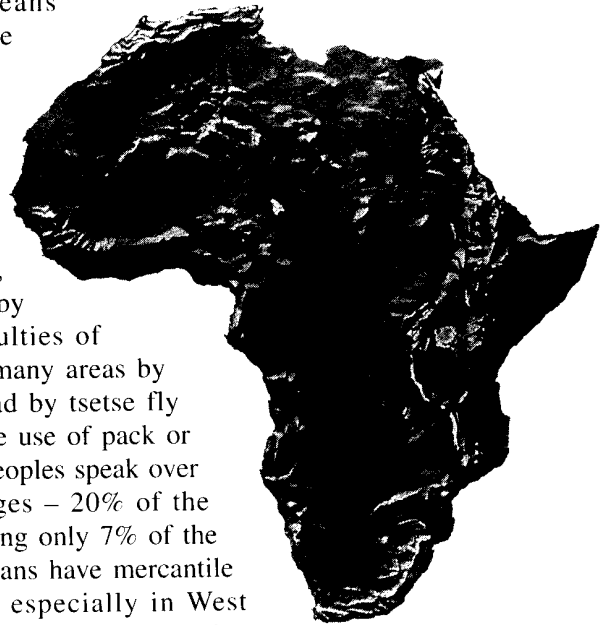 eans
e
,
by
ulties of
many areas by
nd by tsetse fly
e use of pack or
eoples speak over
ges – 20% of the
ng only 7% of the
ans have mercantile
especially in West